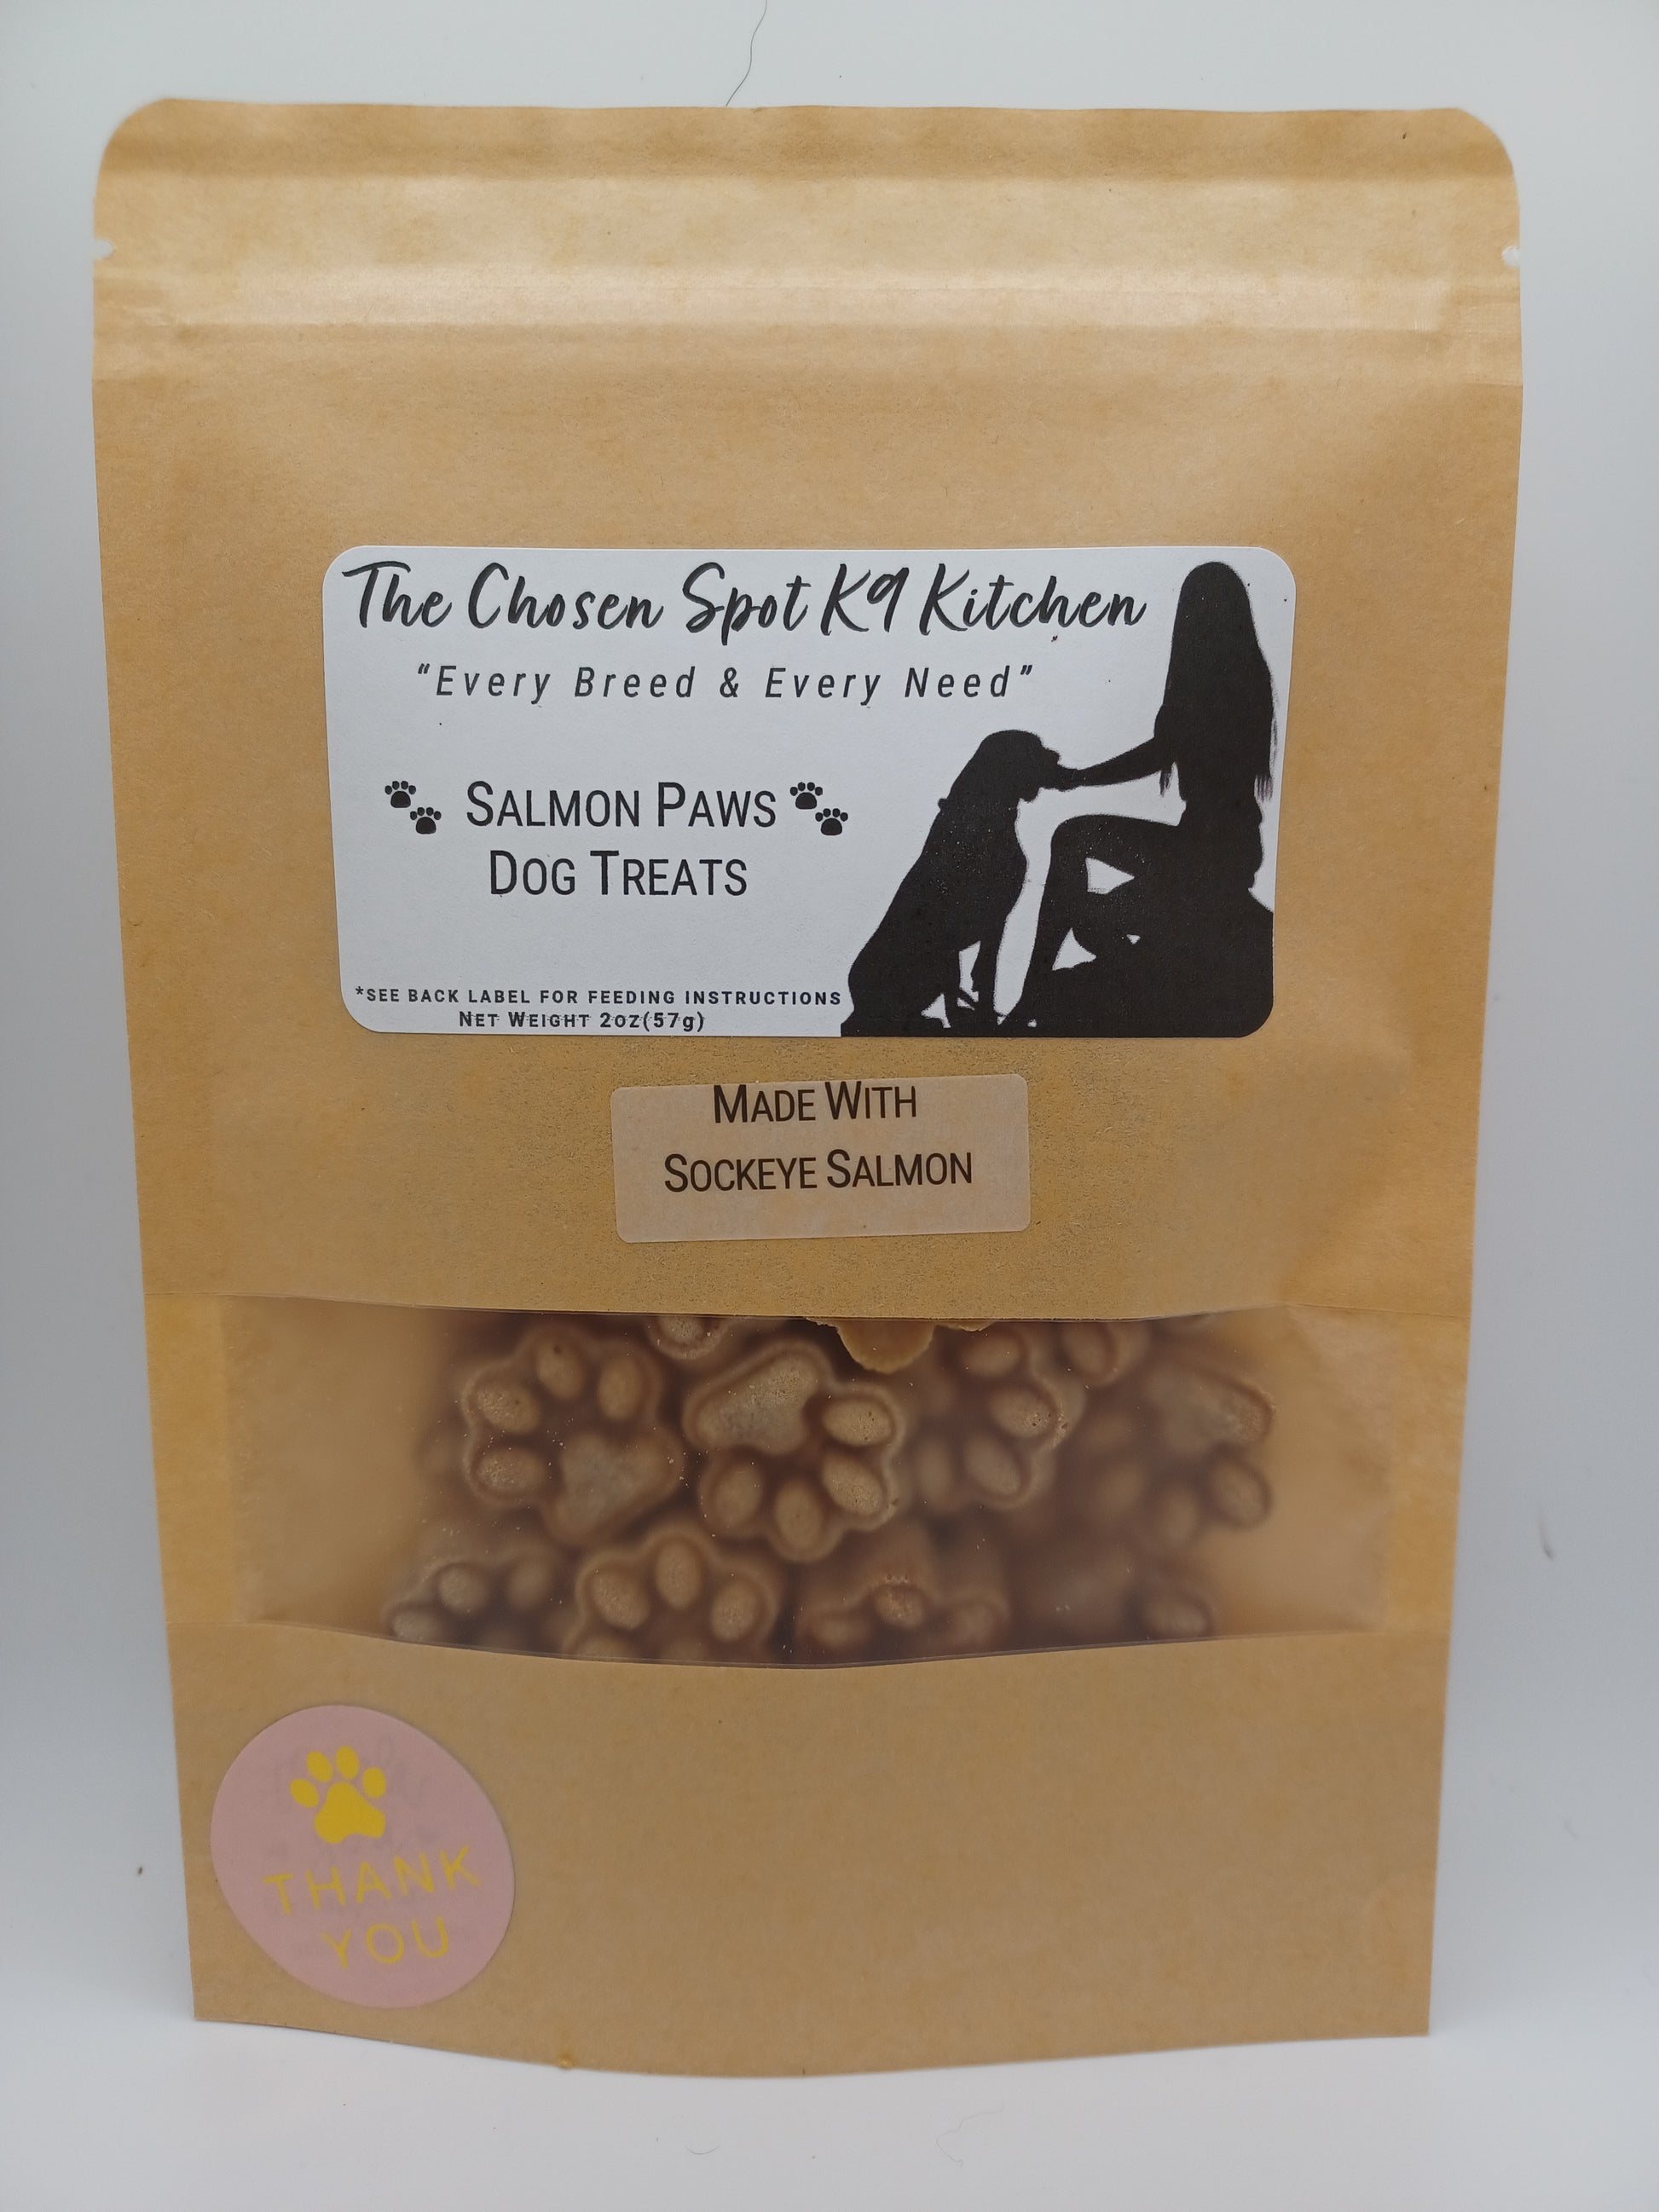 The Chosen Spot K9 Kitchen
"Every Breed & Every Need"
Salmon Paws
Dog Treats
*SEE BACK LABEL FOR FEEDING INSTRUCTIONS
Net Weight 2oz(57g)
Made With
Sockeye Salmon
THANK
YOU